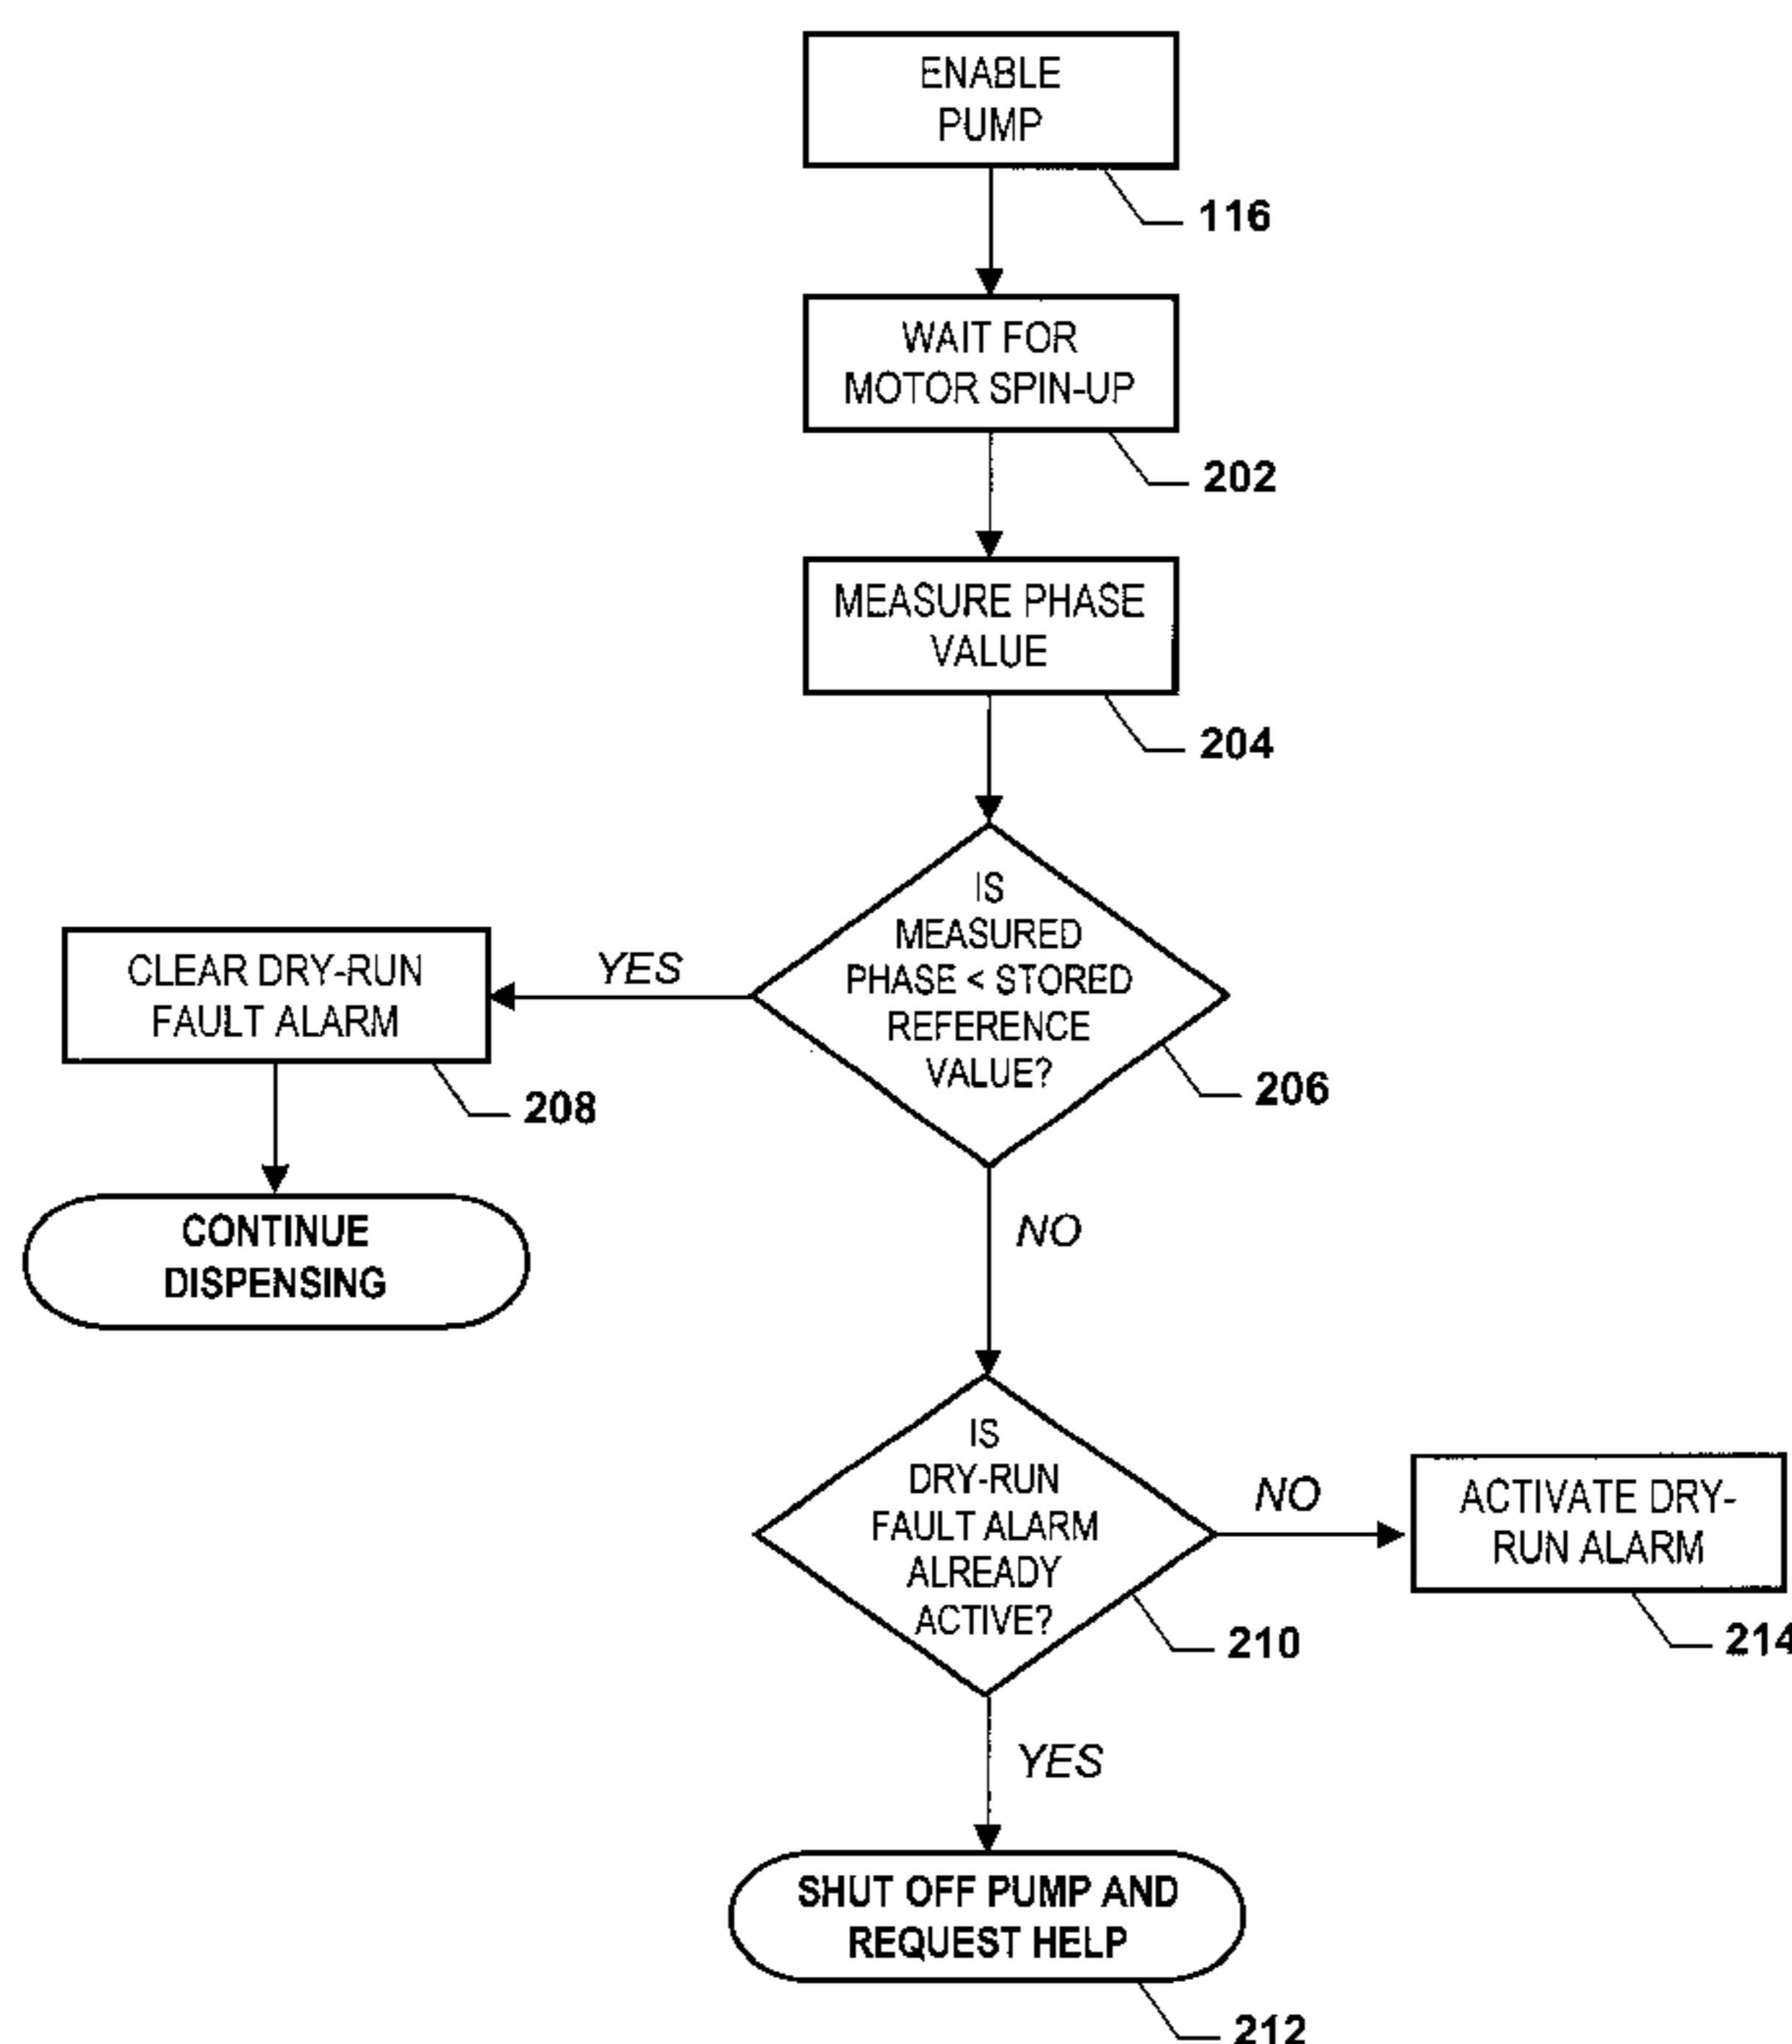 ENABLE
PUMP
116
WAIT FOR
MOTOR SPIN-UP
202
MEASURE PHASE
VALUE
204
IS
MEASURED
PHASE < STORED
REFERENCE
VALUE?
206
YES
CLEAR DRY-RUN
FAULT ALARM
208
CONTINUE
DISPENSING
NO
IS
DRY-RUN
FAULT ALARM
ALREADY
ACTIVE?
210
NO
ACTIVATE DRY-
RUN ALARM
214
YES
SHUT OFF PUMP AND
REQUEST HELP
212